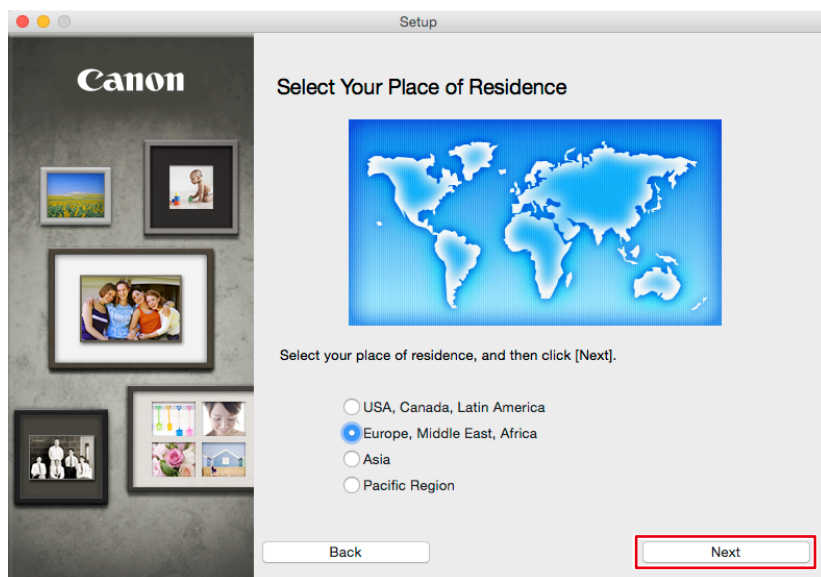 Setup
Canon
Select Your Place of Residence
Select your place of residence, and then click [Next].
USA, Canada, Latin America
Europe, Middle East, Africa
Asia
Pacific Region
Back
Next